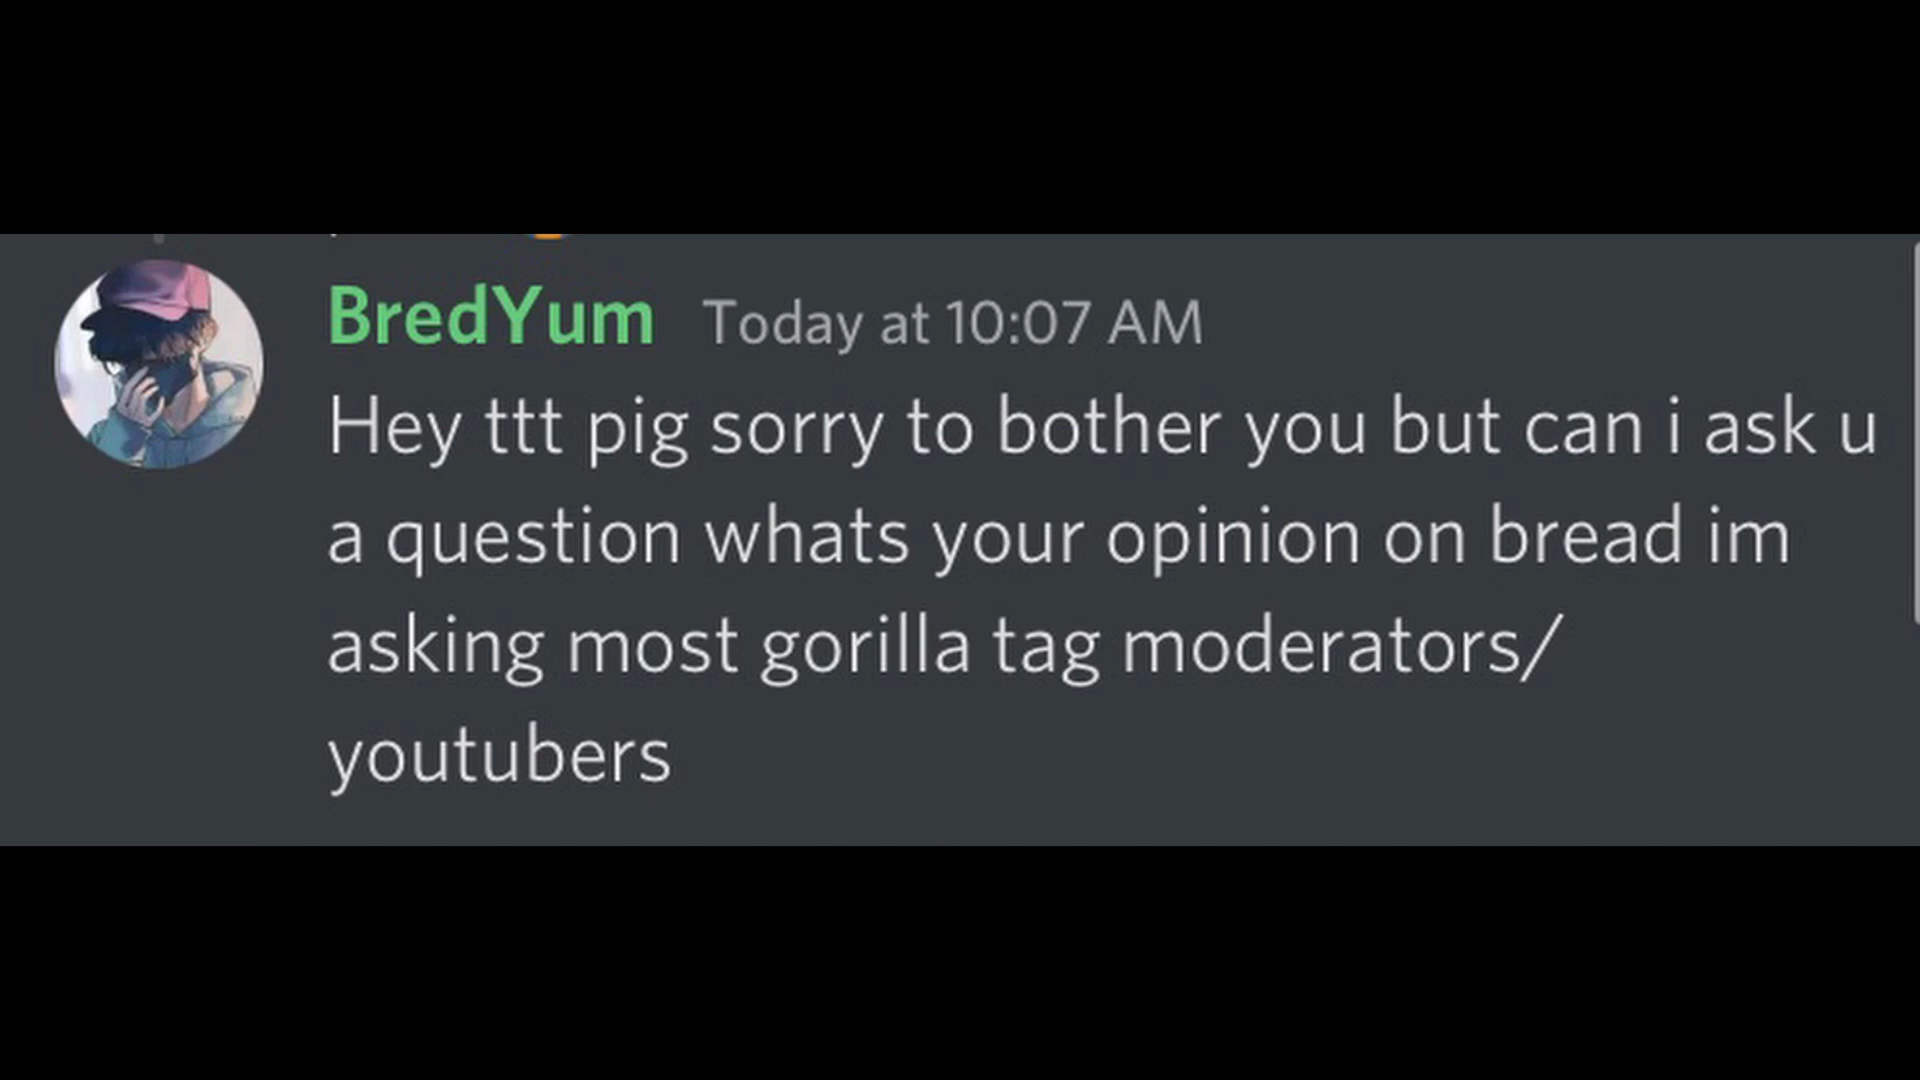 BredYum Today at 10:07 AM
Hey ttt pig sorry to bother you but can i ask u
a question whats your opinion on bread im
asking most gorilla tag moderators/
youtubers